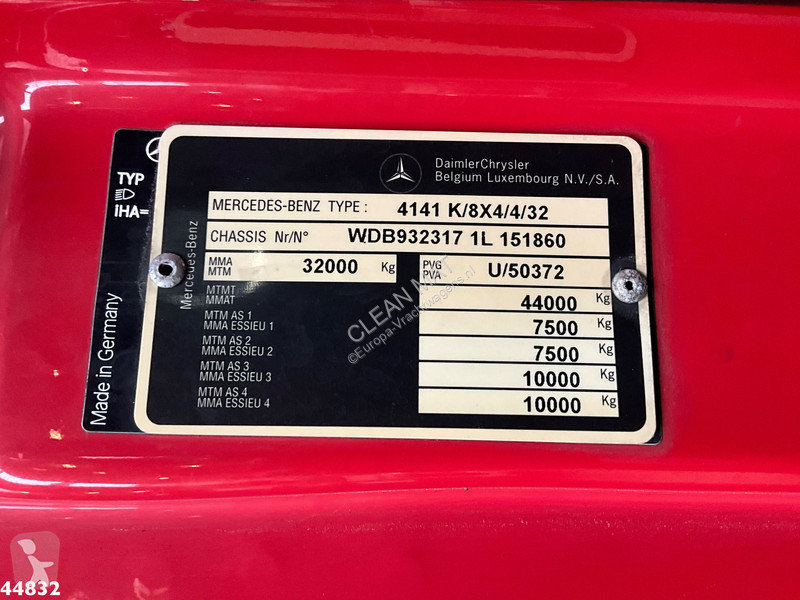 DaimlerChrysler
Belgium Luxembourg N.V./S.A.
TYP
iHA=
Made in Germany
Mercedes-Benz
MERCEDES-BENZ TYPE : 4141 K/8X4/4/32
CHASSIS Nr/N° WDB932317 1L 151860
MMA
MTM 32000 Kg
PVG
PVA U/50372
MTMT
MMAT 44000 Kg
MTM AS 1
MMA ESSIEU 1 7500 Kg
MTM AS 2
MMA ESSIEU 2 7500 Kg
MTM AS 3
MMA ESSIEU 3 10000 Kg
MTM AS 4
MMA ESSIEU 4 10000 Kg
CLEAN MAT
©Europa-Vrachtwagens.nl
44832